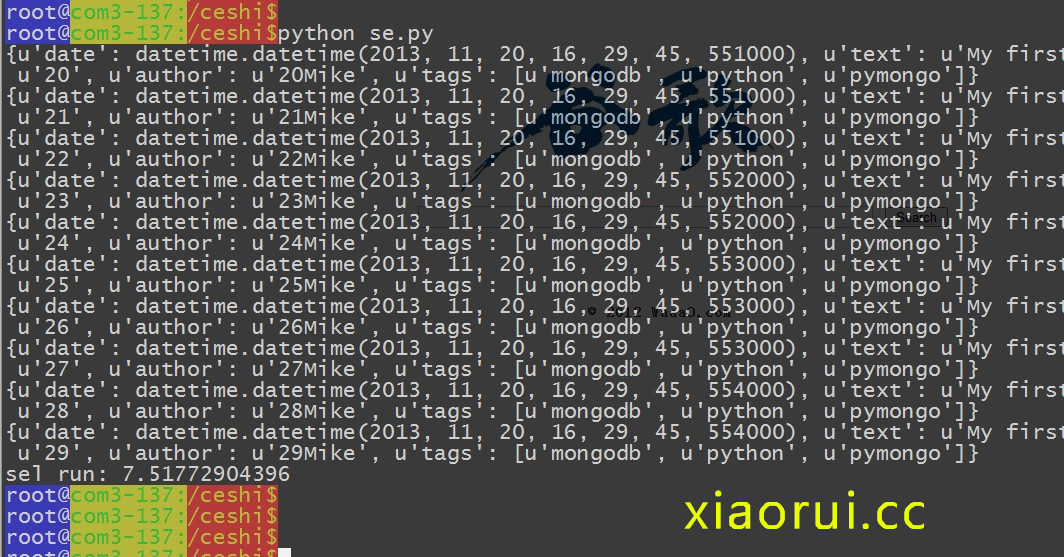 root@com3-137:/ceshi$
root@com3-137:/ceshi$python se.py
{u'date': datetime.datetime(2013, 11, 20, 16, 29, 45, 551000), u'text': u'My first
u'20', u'author': u'20Mike', u'tags': [u'mongodb', u'python', u'pymongo']}
{u'date': datetime.datetime(2013, 11, 20, 16, 29, 45, 551000), u'text': u'My first
u'21', u'author': u'21Mike', u'tags': [u'mongodb', u'python', u'pymongo']}
{u'date': datetime.datetime(2013, 11, 20, 16, 29, 45, 551000), u'text': u'My first
u'22', u'author': u'22Mike', u'tags': [u'mongodb', u'python', u'pymongo']}
{u'date': datetime.datetime(2013, 11, 20, 16, 29, 45, 552000), u'text': u'My first
u'23', u'author': u'23Mike', u'tags': [u'mongodb', u'python', u'pymongo']}
Search
{u'date': datetime.datetime(2013, 11, 20, 16, 29, 45, 552000), u'text': u'My first
u'24', u'author': u'24Mike', u'tags': [u'mongodb', u'python', u'pymongo']}
{u'date': datetime.datetime(2013, 11, 20, 16, 29, 45, 553000), u'text': u'My first
u'25', u'author': u'25Mike', u'tags': [u'mongodb', u'python', u'pymongo']}
{u'date': datetime.datetime(2013, 11, 20, 16, 29, 45, 553000), u'text': u'My first
u'26', u'author': u'26Mike', u'tags': [u'mongodb', u'python', u'pymongo']}
{u'date': datetime.datetime(2013, 11, 20, 16, 29, 45, 553000), u'text': u'My first
u'27', u'author': u'27Mike', u'tags': [u'mongodb', u'python', u'pymongo']}
{u'date': datetime.datetime(2013, 11, 20, 16, 29, 45, 554000), u'text': u'My first
u'28', u'author': u'28Mike', u'tags': [u'mongodb', u'python', u'pymongo']}
{u'date': datetime.datetime(2013, 11, 20, 16, 29, 45, 554000), u'text': u'My first
u'29', u'author': u'29Mike', u'tags': [u'mongodb', u'python', u'pymongo']}
sel run: 7.51772904396
root@com3-137:/ceshi$
root@com3-137:/ceshi$
root@com3-137:/ceshi$
root@com3-137:/ceshi$
xiaorui.cc